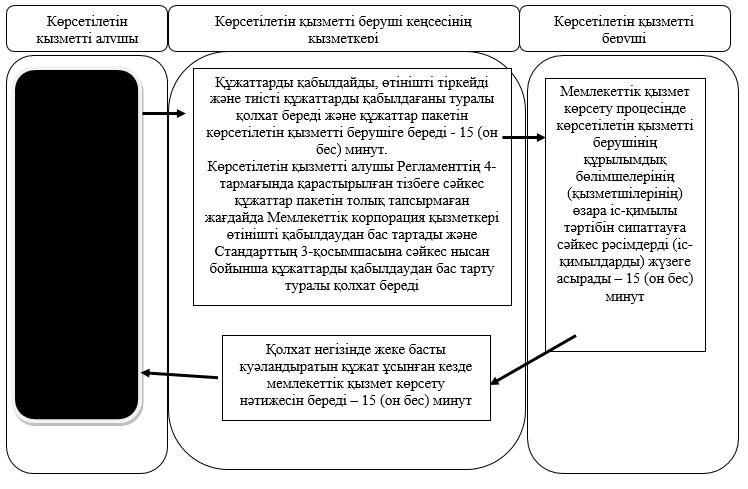 Көрсетілетін
қызметті алушы
Көрсетілетін қызметті беруші кеңсесінің
қызметкері
Көрсетілетін қызметті
беруші
Құжаттарды қабылдайды, өтінішті тіркейді
және тиісті құжаттарды қабылдағаны туралы
қолхат береді және құжаттар пакетін
көрсетілетін қызметті берушіге береді - 15 (он
бес) минут.
Көрсетілетін қызметті алушы Регламенттің 4-
тармағында қарастырылған тізбеге сәйкес
құжаттар пакетін толық тапсырмаған
жағдайда Мемлекеттік корпорация қызметкері
өтінішті қабылдаудан бас тартады және
Стандарттың 3-қосымшасына сәйкес нысан
бойынша құжаттарды қабылдаудан бас тарту
туралы қолхат береді
Мемлекеттік қызмет
көрсету процесінде
көрсетілетін қызметті
берушінің
құрылымдық
бөлімшелерінің
(қызметшілерінің)
өзара іс-қимылы
тәртібін сипаттауға
сәйкес рәсімдерді (іс-
қимылдарды) жүзеге
асырады – 15 (он бес)
минут
Қолхат негізінде жеке басты
куәландыратын құжат ұсынған кезде
мемлекеттік қызмет көрсету
нәтижесін береді – 15 (он бес) минут